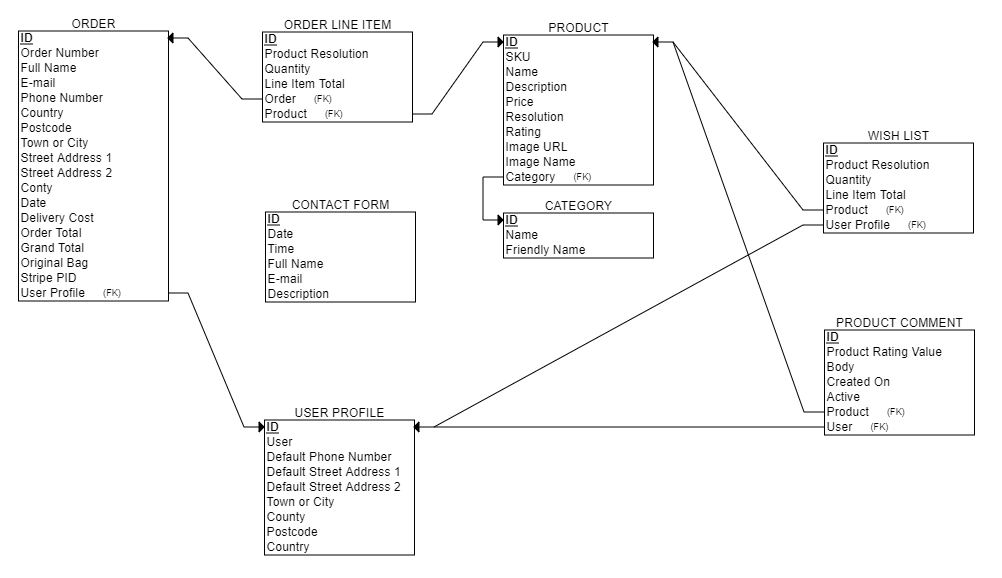 ORDER
ID
Order Number
Full Name
E-mail
Phone Number
Country
Postcode
Town or City
Street Address 1
Street Address 2
Conty
Date
Delivery Cost
Order Total
Grand Total
Original Bag
Stripe PID
User Profile (FK)
ORDER LINE ITEM
ID
Product Resolution
Quantity
Line Item Total
Order (FK)
Product (FK)
PRODUCT
ID
SKU
Name
Description
Price
Resolution
Rating
Image URL
Image Name
Category (FK)
WISH LIST
ID
Product Resolution
Quantity
Line Item Total
Product (FK)
User Profile (FK)
CONTACT FORM
ID
Date
Time
Full Name
E-mail
Description
CATEGORY
ID
Name
Friendly Name
PRODUCT COMMENT
ID
Product Rating Value
Body
Created On
Active
Product (FK)
User (FK)
USER PROFILE
ID
User
Default Phone Number
Default Street Address 1
Default Street Address 2
Town or City
County
Postcode
Country